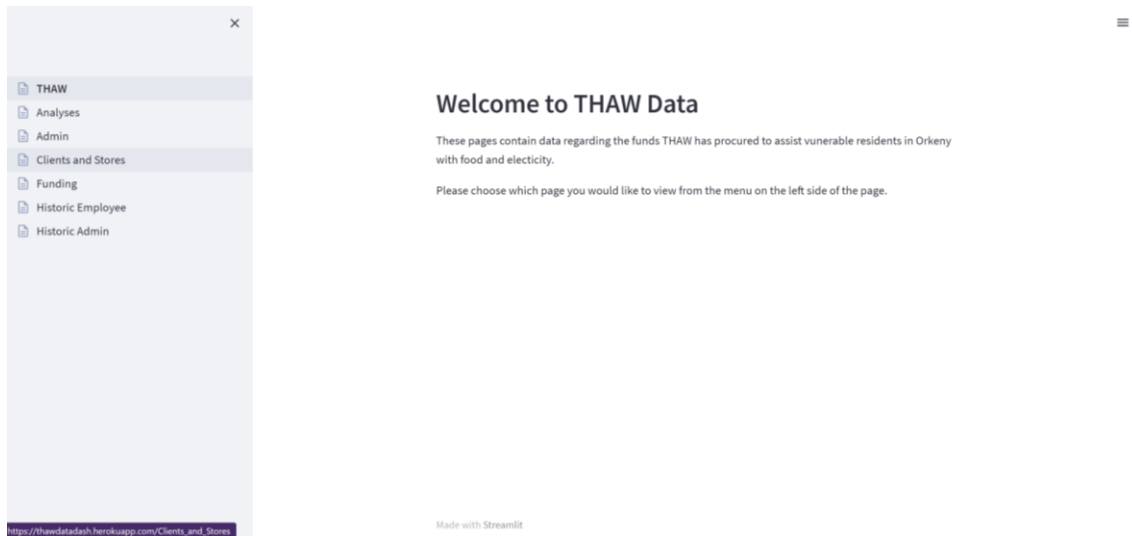 THAW
Analyses
Admin
Clients and Stores
Funding
Historic Employee
Historic Admin
Welcome to THAW Data
These pages contain data regarding the funds THAW has procured to assist vunerable residents in Orkeny
with food and electicity.
Please choose which page you would like to view from the menu on the left side of the page.
Made with Streamlit
https://thawdatadash.herokuapp.com/Clients_and_Stores